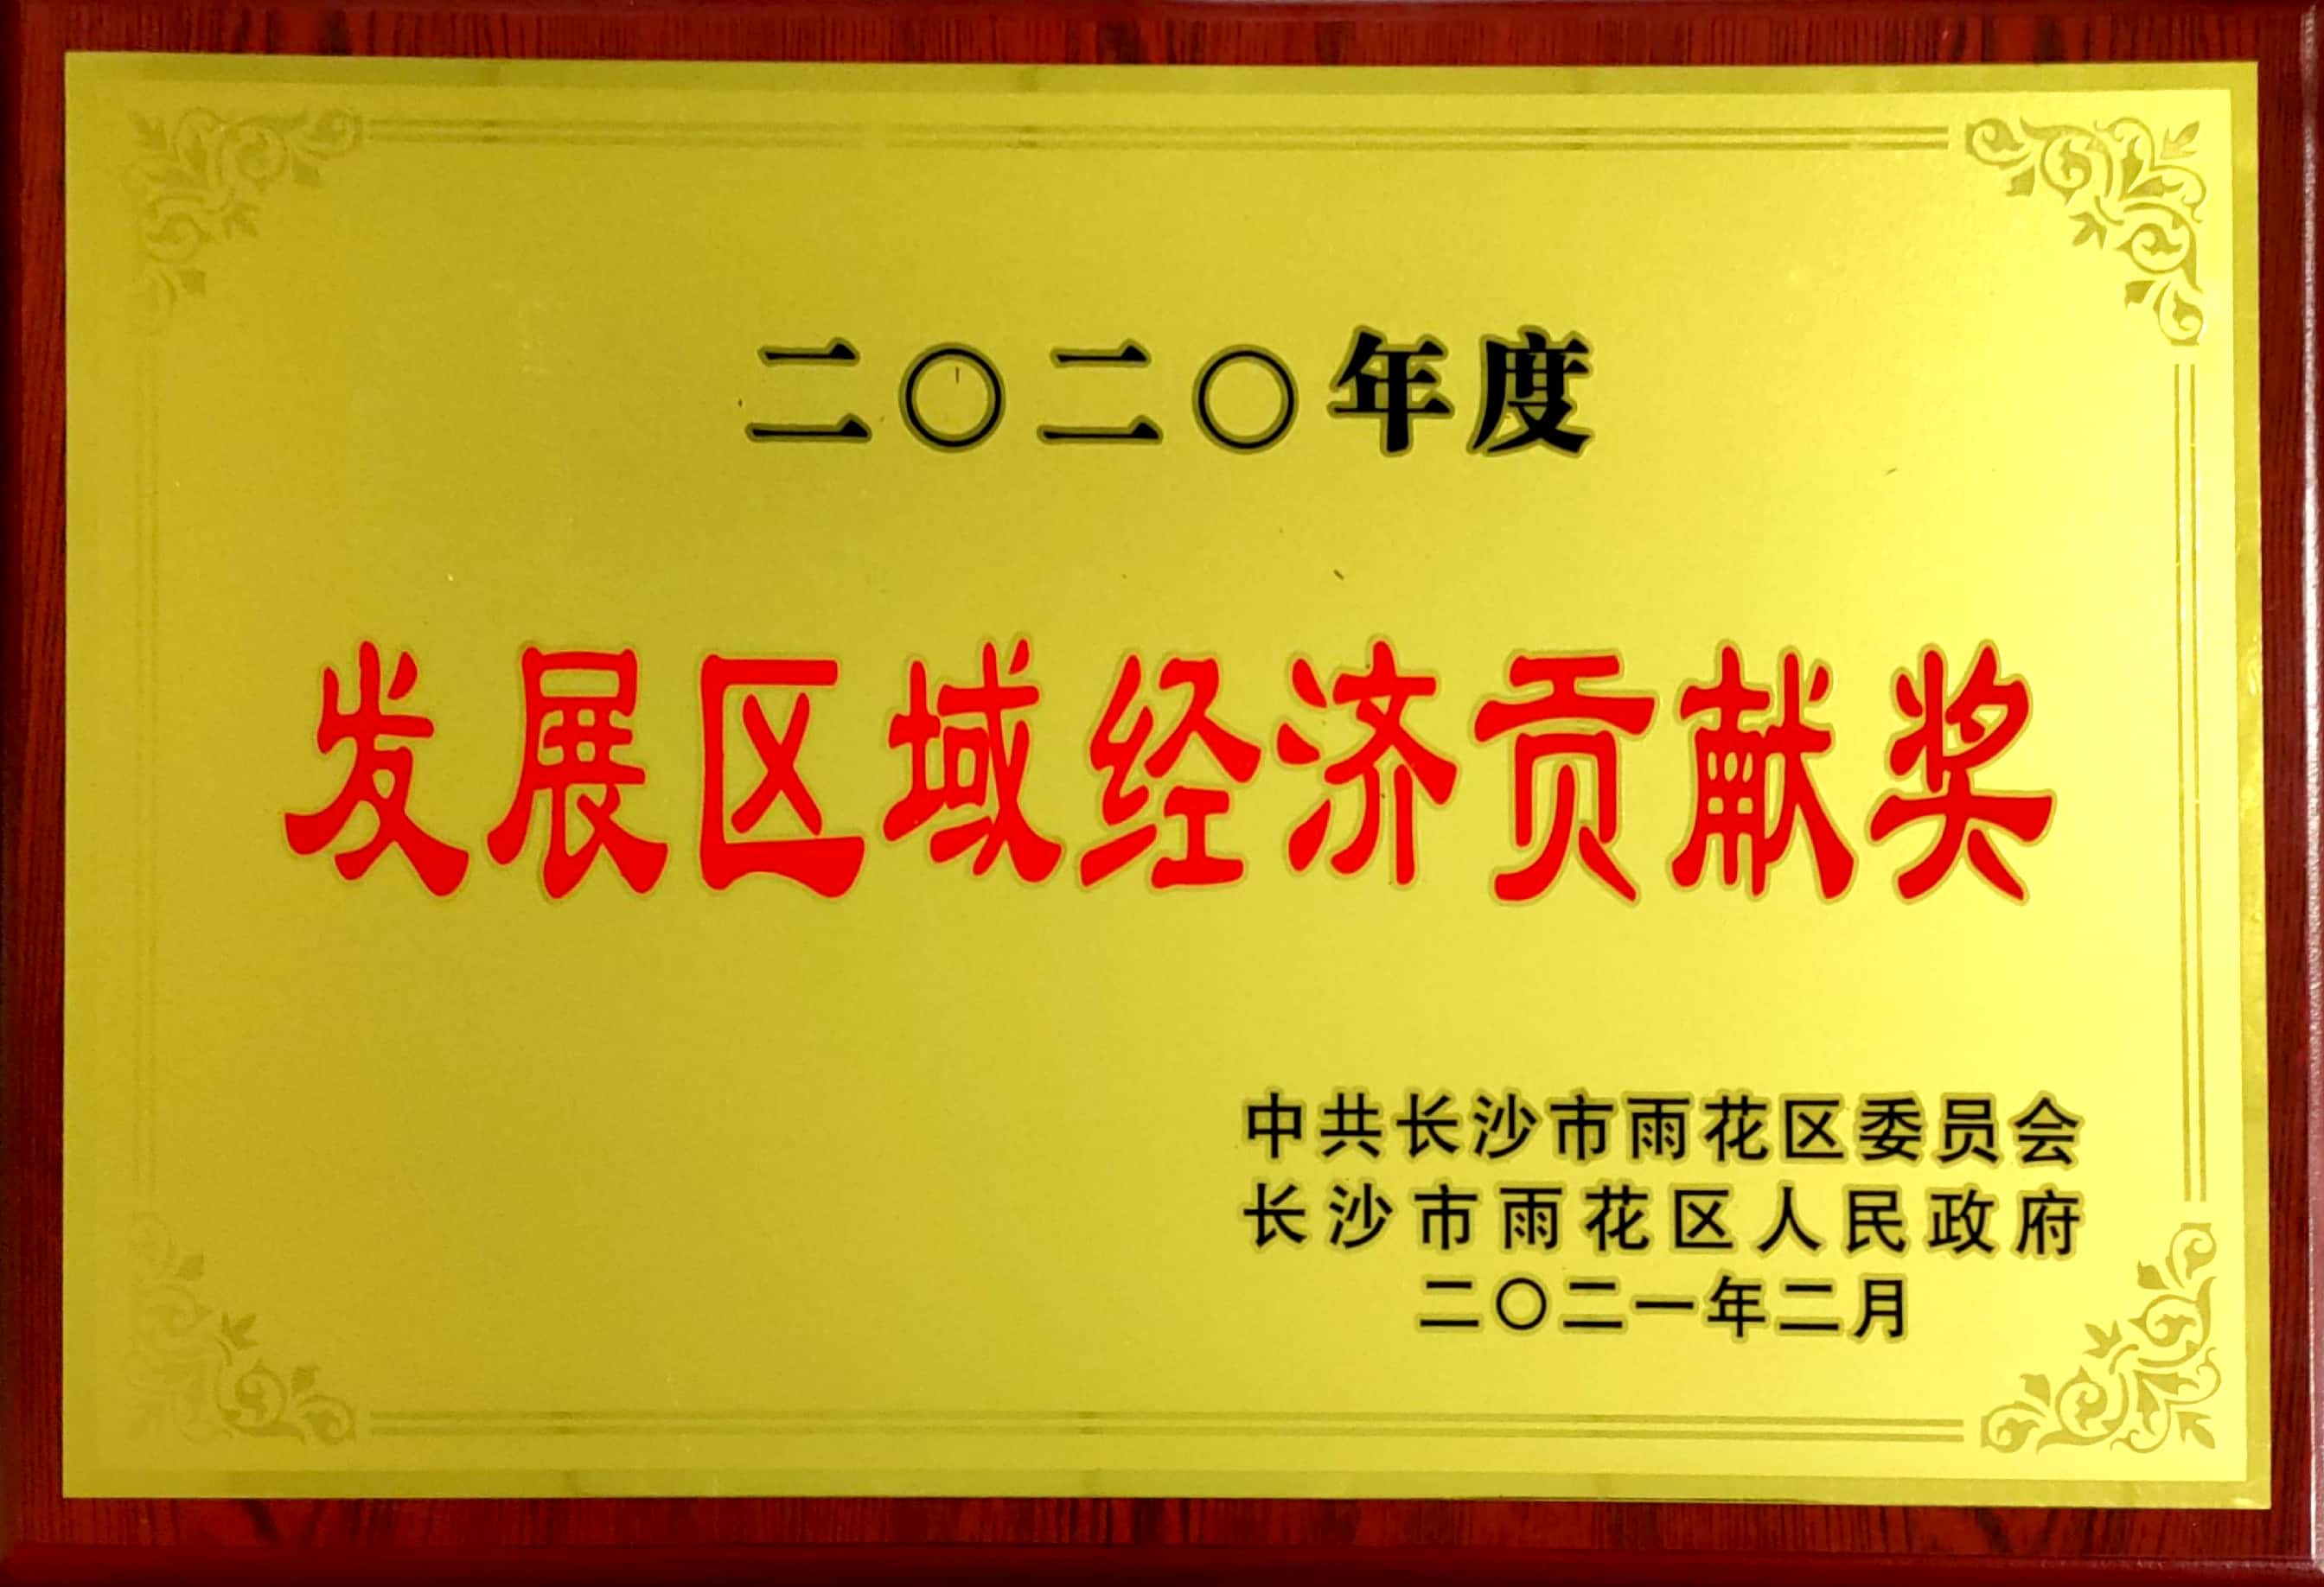 二〇二〇年度
发展区域经济贡献奖
中共长沙市雨花区委员会
长沙市雨花区人民政府
二〇二一年二月